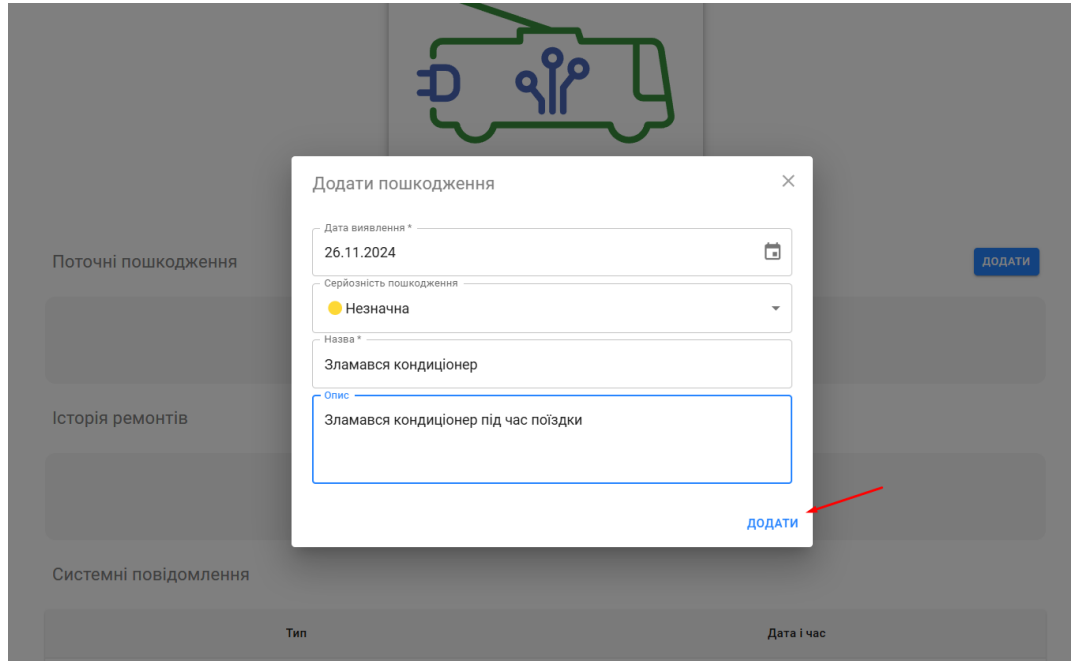 Додати пошкодження
Дата виявлення *
26.11.2024
Поточні пошкодження
ДОДАТИ
Серйозність пошкодження
Незначна
Назва *
Зламався кондиціонер
Опис
Зламався кондиціонер під час поїздки
Історія ремонтів
ДОДАТИ
Системні повідомлення
Тип Дата і час